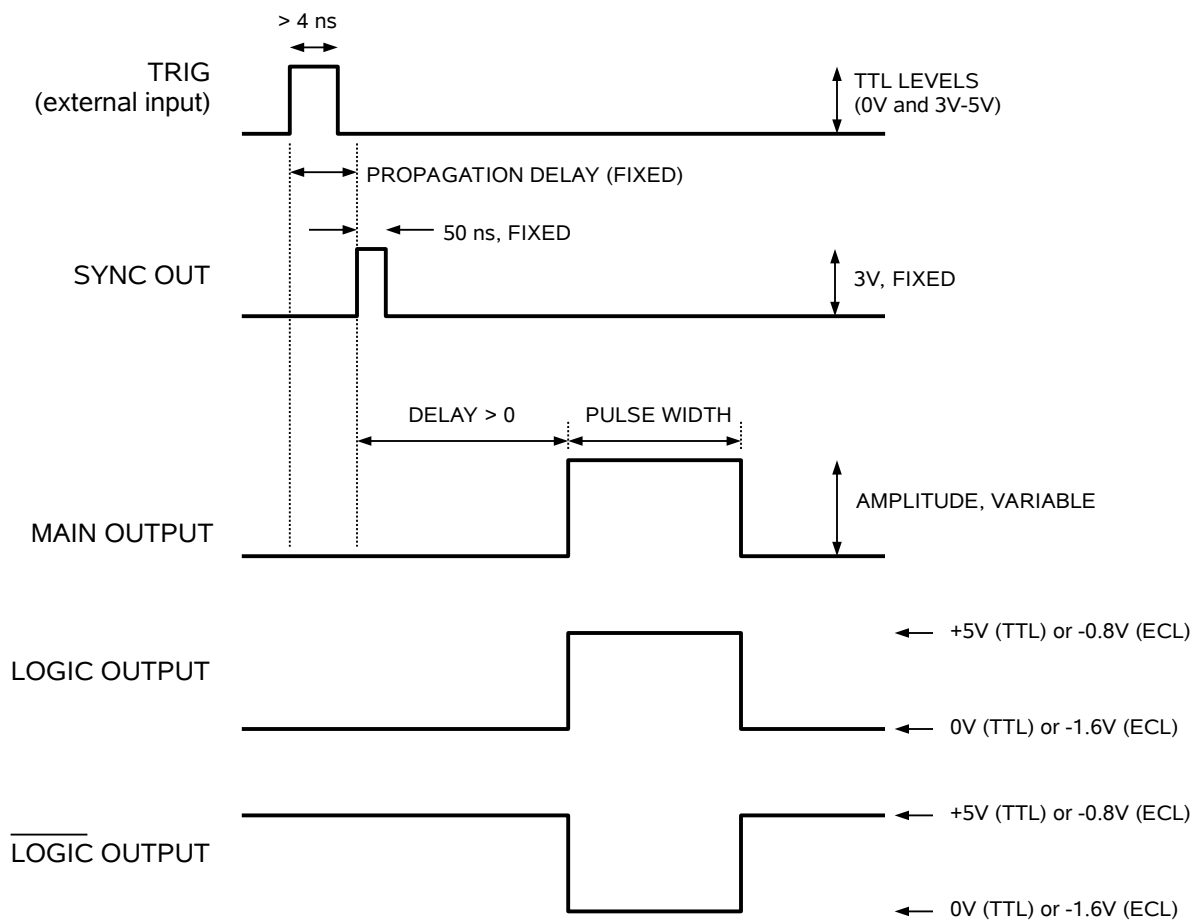 > 4 ns
TRIG
(external input)
TTL LEVELS
(0V and 3V-5V)
PROPAGATION DELAY (FIXED)
50 ns, FIXED
SYNC OUT
3V, FIXED
DELAY > 0
PULSE WIDTH
MAIN OUTPUT
AMPLITUDE, VARIABLE
+5V (TTL) or -0.8V (ECL)
LOGIC OUTPUT
0V (TTL) or -1.6V (ECL)
+5V (TTL) or -0.8V (ECL)
LOGIC OUTPUT
0V (TTL) or -1.6V (ECL)